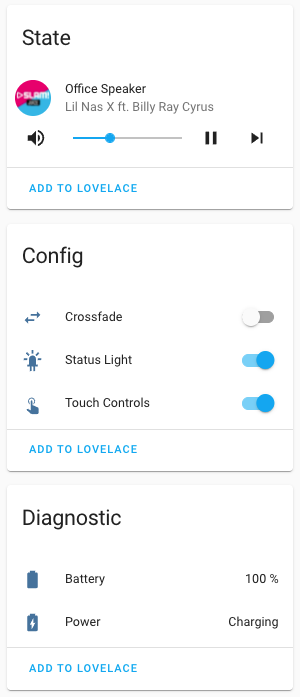 State
SLAM!
Office Speaker
Lil Nas X ft. Billy Ray Cyrus
ADD TO LOVELACE
Config
Crossfade
Status Light
Touch Controls
ADD TO LOVELACE
Diagnostic
Battery 100 %
Power Charging
ADD TO LOVELACE